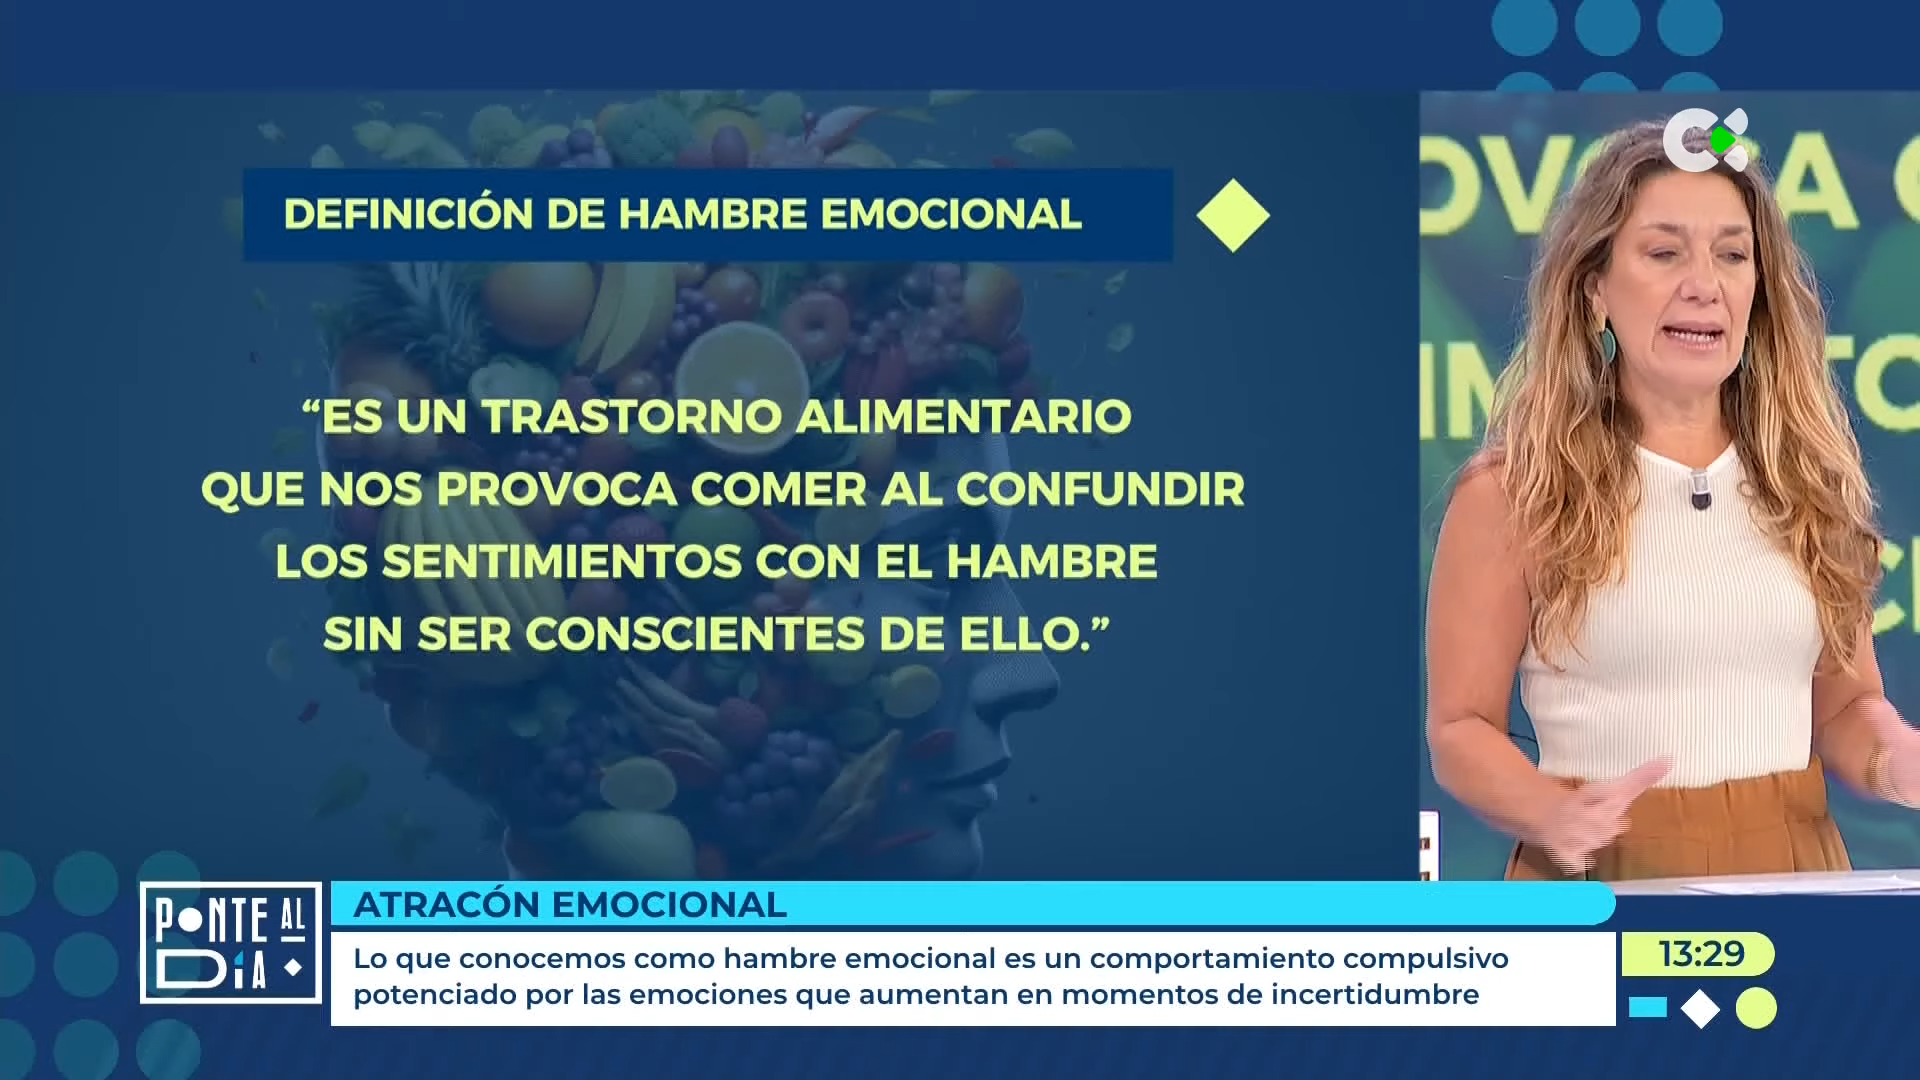 DEFINICIÓN DE HAMBRE EMOCIONAL
“ES UN TRASTORNO ALIMENTARIO
QUE NOS PROVOCA COMER AL CONFUNDIR
LOS SENTIMIENTOS CON EL HAMBRE
SIN SER CONSCIENTES DE ELLO.”
PONTE AL
DÍA
ATRACÓN EMOCIONAL
Lo que conocemos como hambre emocional es un comportamiento compulsivo
potenciado por las emociones que aumentan en momentos de incertidumbre
13:29